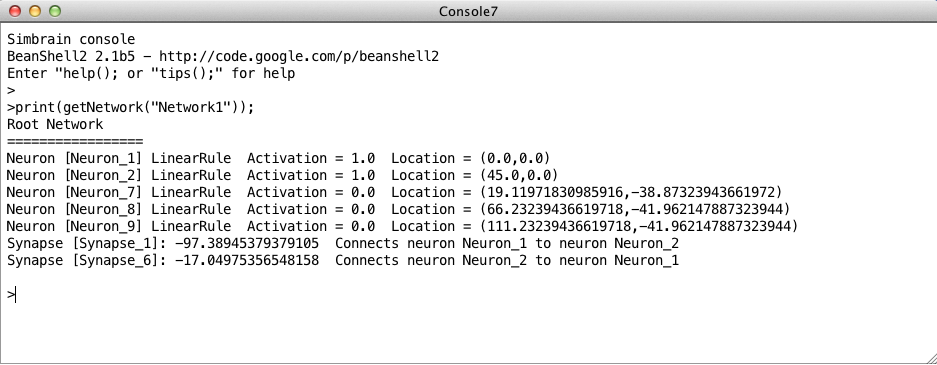 Console7
Simbrain console
BeanShell2 2.1b5 - http://code.google.com/p/beanshell2
Enter "help(); or "tips();" for help
>
>print(getNetwork("Network1"));
Root Network
=================
Neuron [Neuron_1] LinearRule  Activation = 1.0  Location = (0.0,0.0)
Neuron [Neuron_2] LinearRule  Activation = 1.0  Location = (45.0,0.0)
Neuron [Neuron_7] LinearRule  Activation = 0.0  Location = (19.11971830985916,-38.87323943661972)
Neuron [Neuron_8] LinearRule  Activation = 0.0  Location = (66.23239436619718,-41.962147887323944)
Neuron [Neuron_9] LinearRule  Activation = 0.0  Location = (111.23239436619718,-41.962147887323944)
Synapse [Synapse_1]: -97.38945379379105  Connects neuron Neuron_1 to neuron Neuron_2
Synapse [Synapse_6]: -17.04975356548158  Connects neuron Neuron_2 to neuron Neuron_1
>